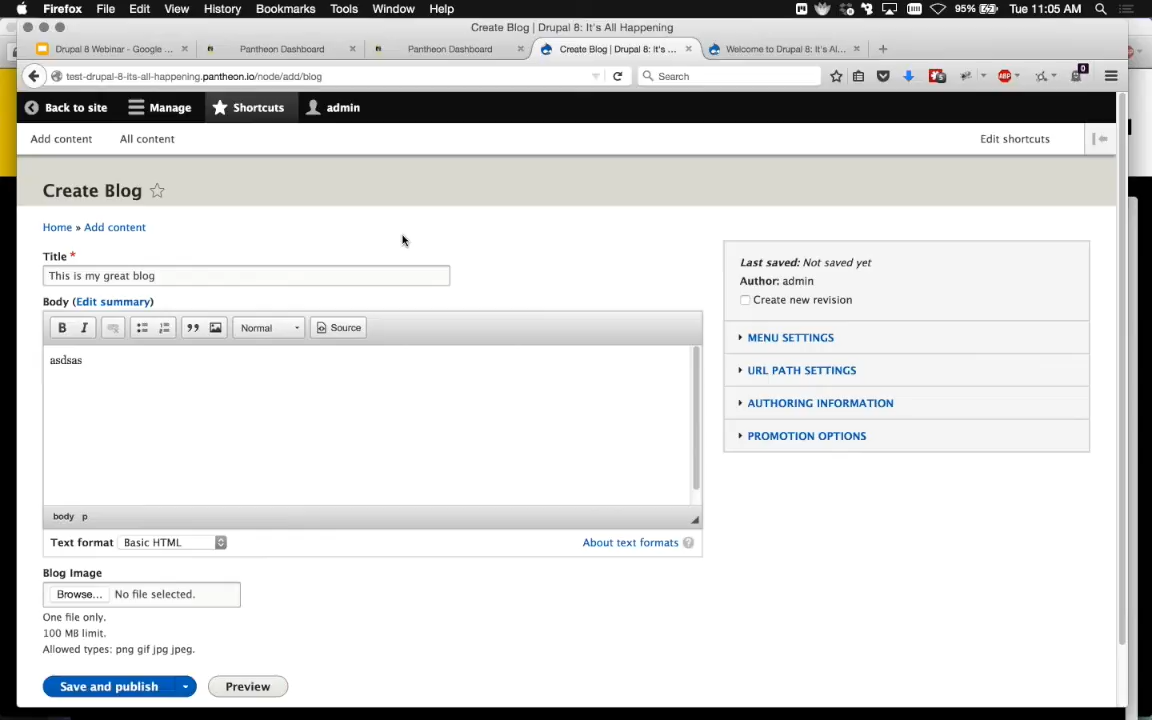 Firefox File Edit View History Bookmarks Tools Window Help 95% Tue 11:05 AM
Create Blog | Drupal 8: It's All Happening
Drupal 8 Webinar - Google ... Pantheon Dashboard Pantheon Dashboard Create Blog | Drupal 8: It's ... Welcome to Drupal 8: It's Al...
test-drupal-8-its-all-happening.pantheon.io/node/add/blog Search ABP 0
Back to site Manage Shortcuts admin
Add content All content Edit shortcuts
Create Blog
Home » Add content
Title *
This is my great blog
Body (Edit summary)
B I Normal Source
asdsas
body p
Text format Basic HTML About text formats ?
Blog Image
Browse... No file selected.
One file only.
100 MB limit.
Allowed types: png gif jpg jpeg.
Save and publish Preview
Last saved: Not saved yet
Author: admin
Create new revision
MENU SETTINGS
URL PATH SETTINGS
AUTHORING INFORMATION
PROMOTION OPTIONS